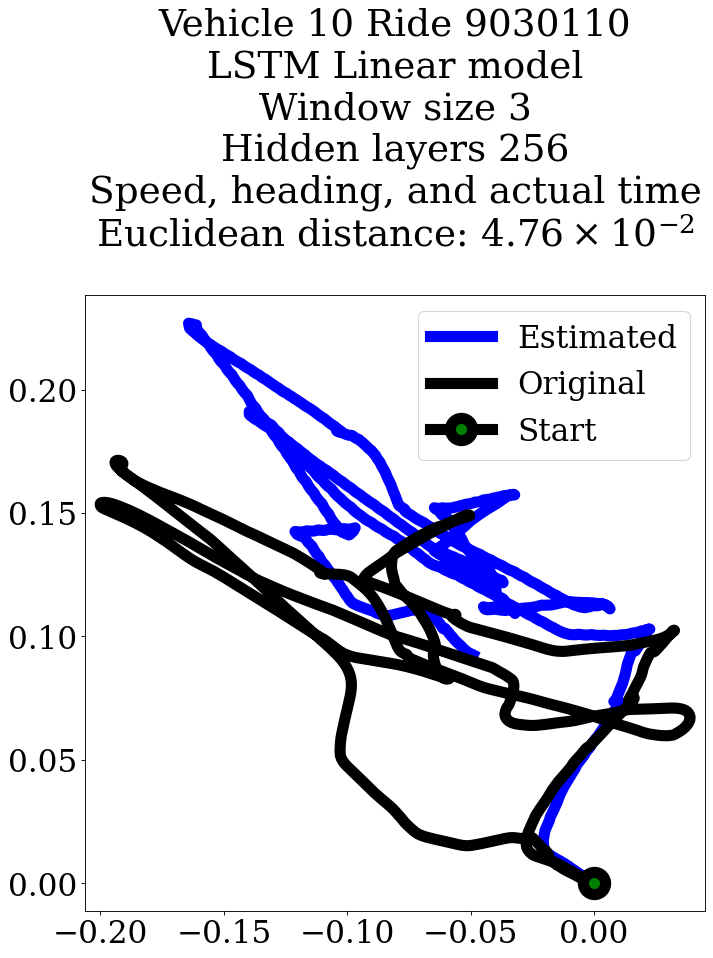 Vehicle 10 Ride 9030110
LSTM Linear model
Window size 3
Hidden layers 256
Speed, heading, and actual time
Euclidean distance: 4.76 × 10⁻²
Estimated
Original
Start
0.20
0.15
0.10
0.05
0.00
−0.20 −0.15 −0.10 −0.05 0.00